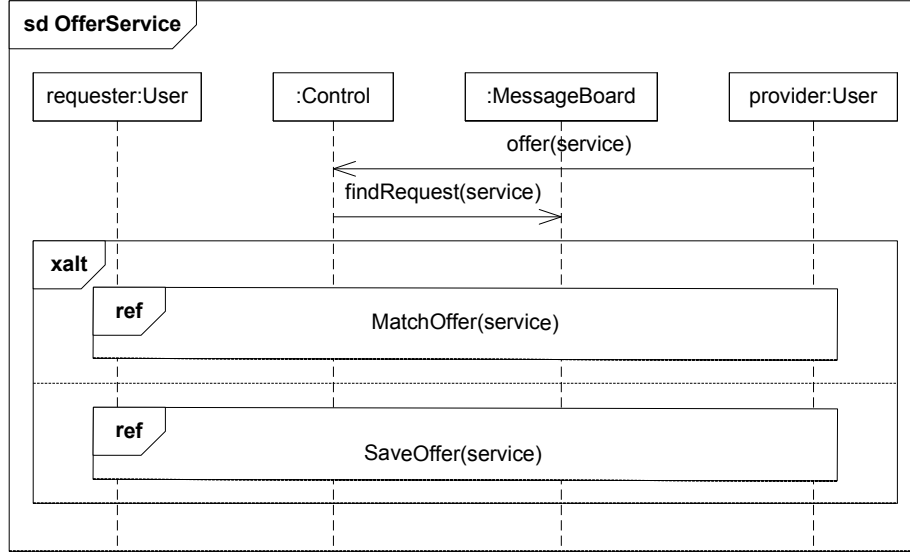 sd OfferService
requester:User
:Control
:MessageBoard
provider:User
offer(service)
findRequest(service)
xalt
ref
MatchOffer(service)
ref
SaveOffer(service)